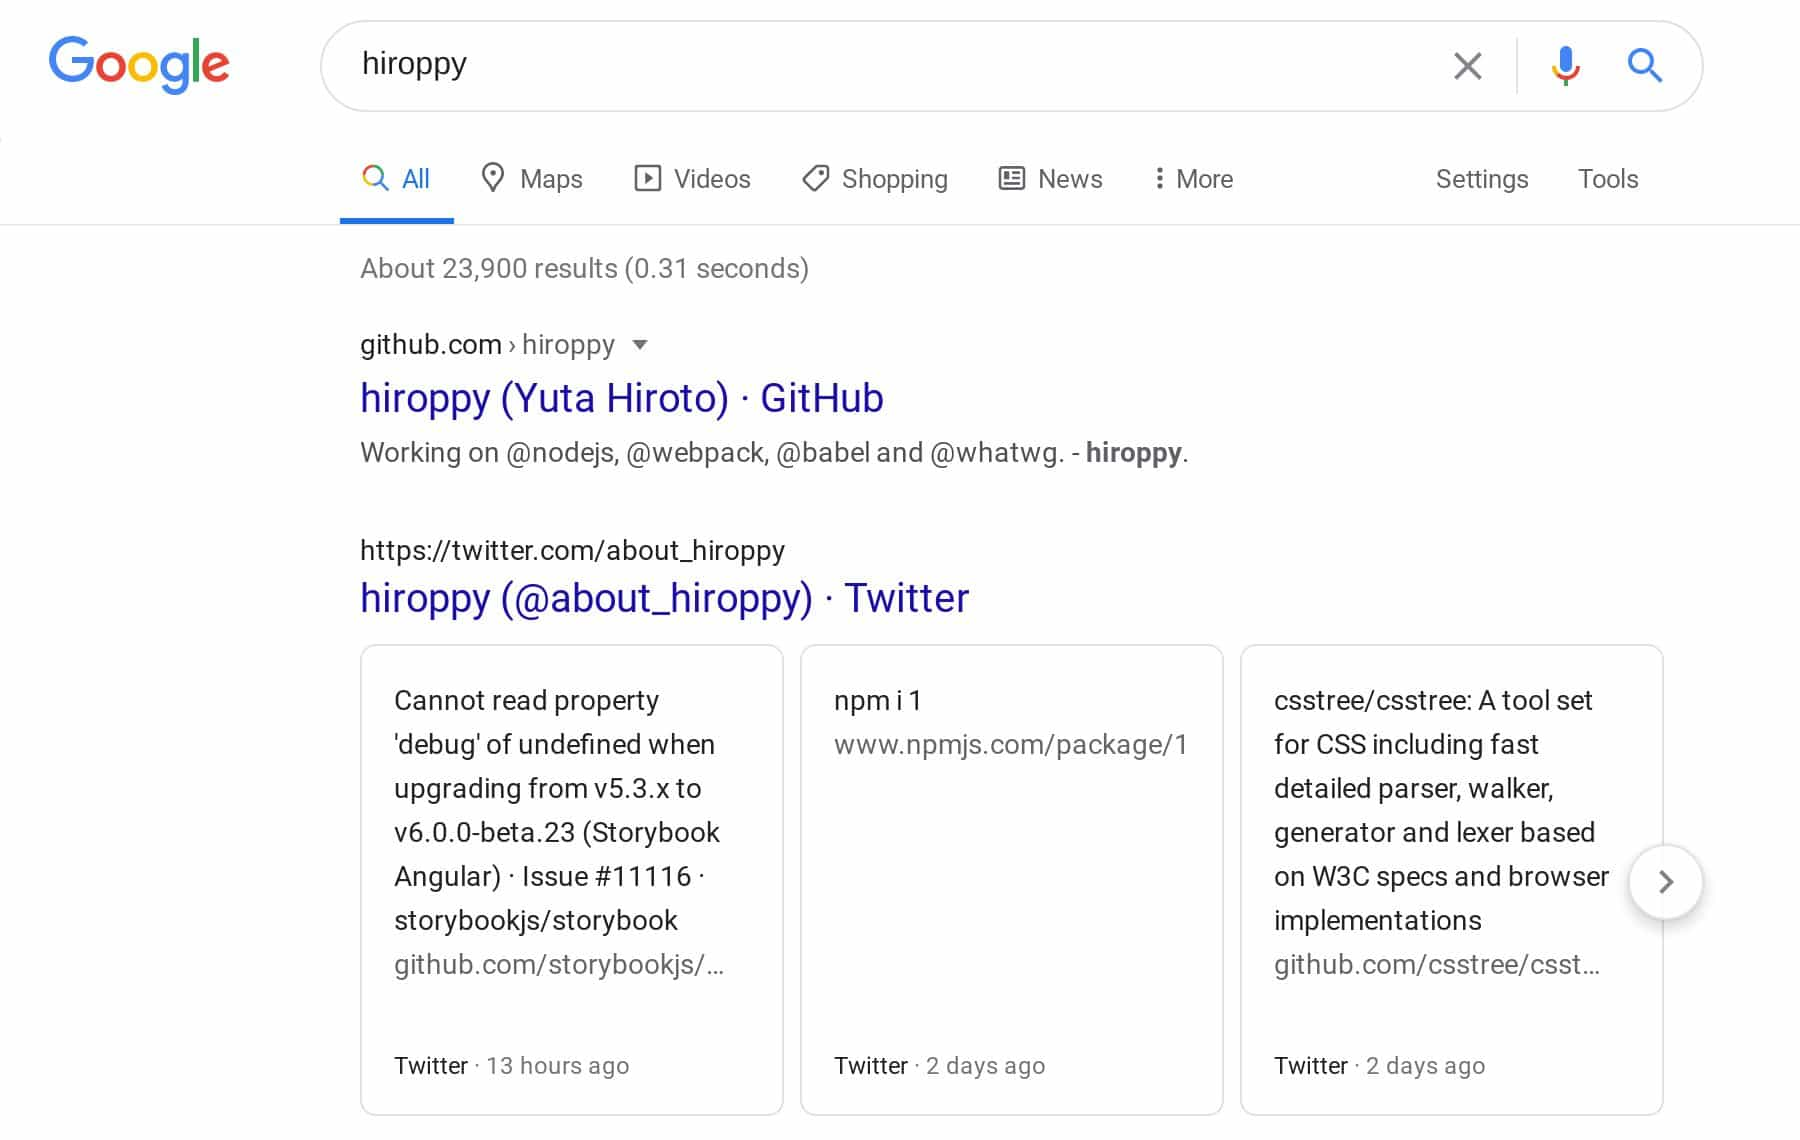 Google
hiroppy
All Maps Videos Shopping News More Settings Tools
About 23,900 results (0.31 seconds)
github.com › hiroppy
hiroppy (Yuta Hiroto) · GitHub
Working on @nodejs, @webpack, @babel and @whatwg. - hiroppy.
https://twitter.com/about_hiroppy
hiroppy (@about_hiroppy) · Twitter
Cannot read property
'debug' of undefined when
upgrading from v5.3.x to
v6.0.0-beta.23 (Storybook
Angular) · Issue #11116 ·
storybookjs/storybook
github.com/storybookjs/...
Twitter · 13 hours ago
npm i 1
www.npmjs.com/package/1
Twitter · 2 days ago
csstree/csstree: A tool set
for CSS including fast
detailed parser, walker,
generator and lexer based
on W3C specs and browser
implementations
github.com/csstree/csst...
Twitter · 2 days ago